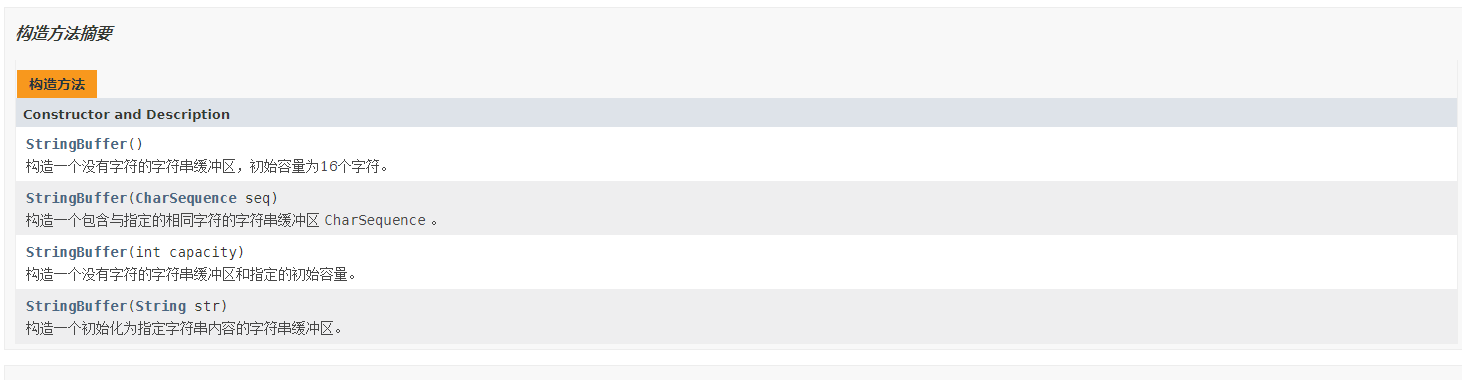 构造方法摘要
构造方法
Constructor and Description
StringBuffer()
构造一个没有字符的字符串缓冲区，初始容量为16个字符。
StringBuffer(CharSequence seq)
构造一个包含与指定的相同字符的字符串缓冲区 CharSequence 。
StringBuffer(int capacity)
构造一个没有字符的字符串缓冲区和指定的初始容量。
StringBuffer(String str)
构造一个初始化为指定字符串内容的字符串缓冲区。